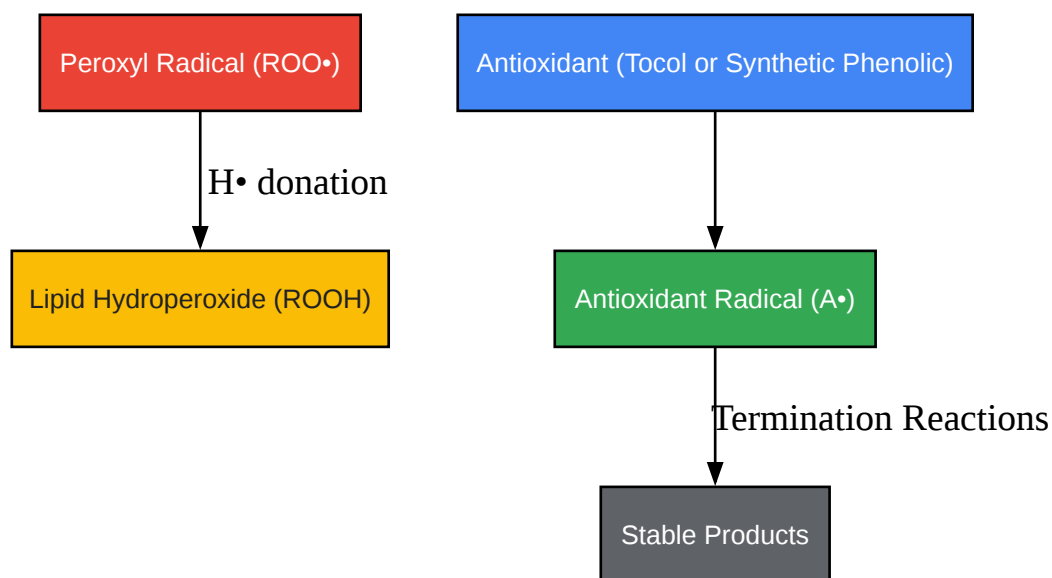 Peroxyl Radical (ROO•)
Antioxidant (Tocol or Synthetic Phenolic)
H• donation
Lipid Hydroperoxide (ROOH)
Antioxidant Radical (A•)
Termination Reactions
Stable Products